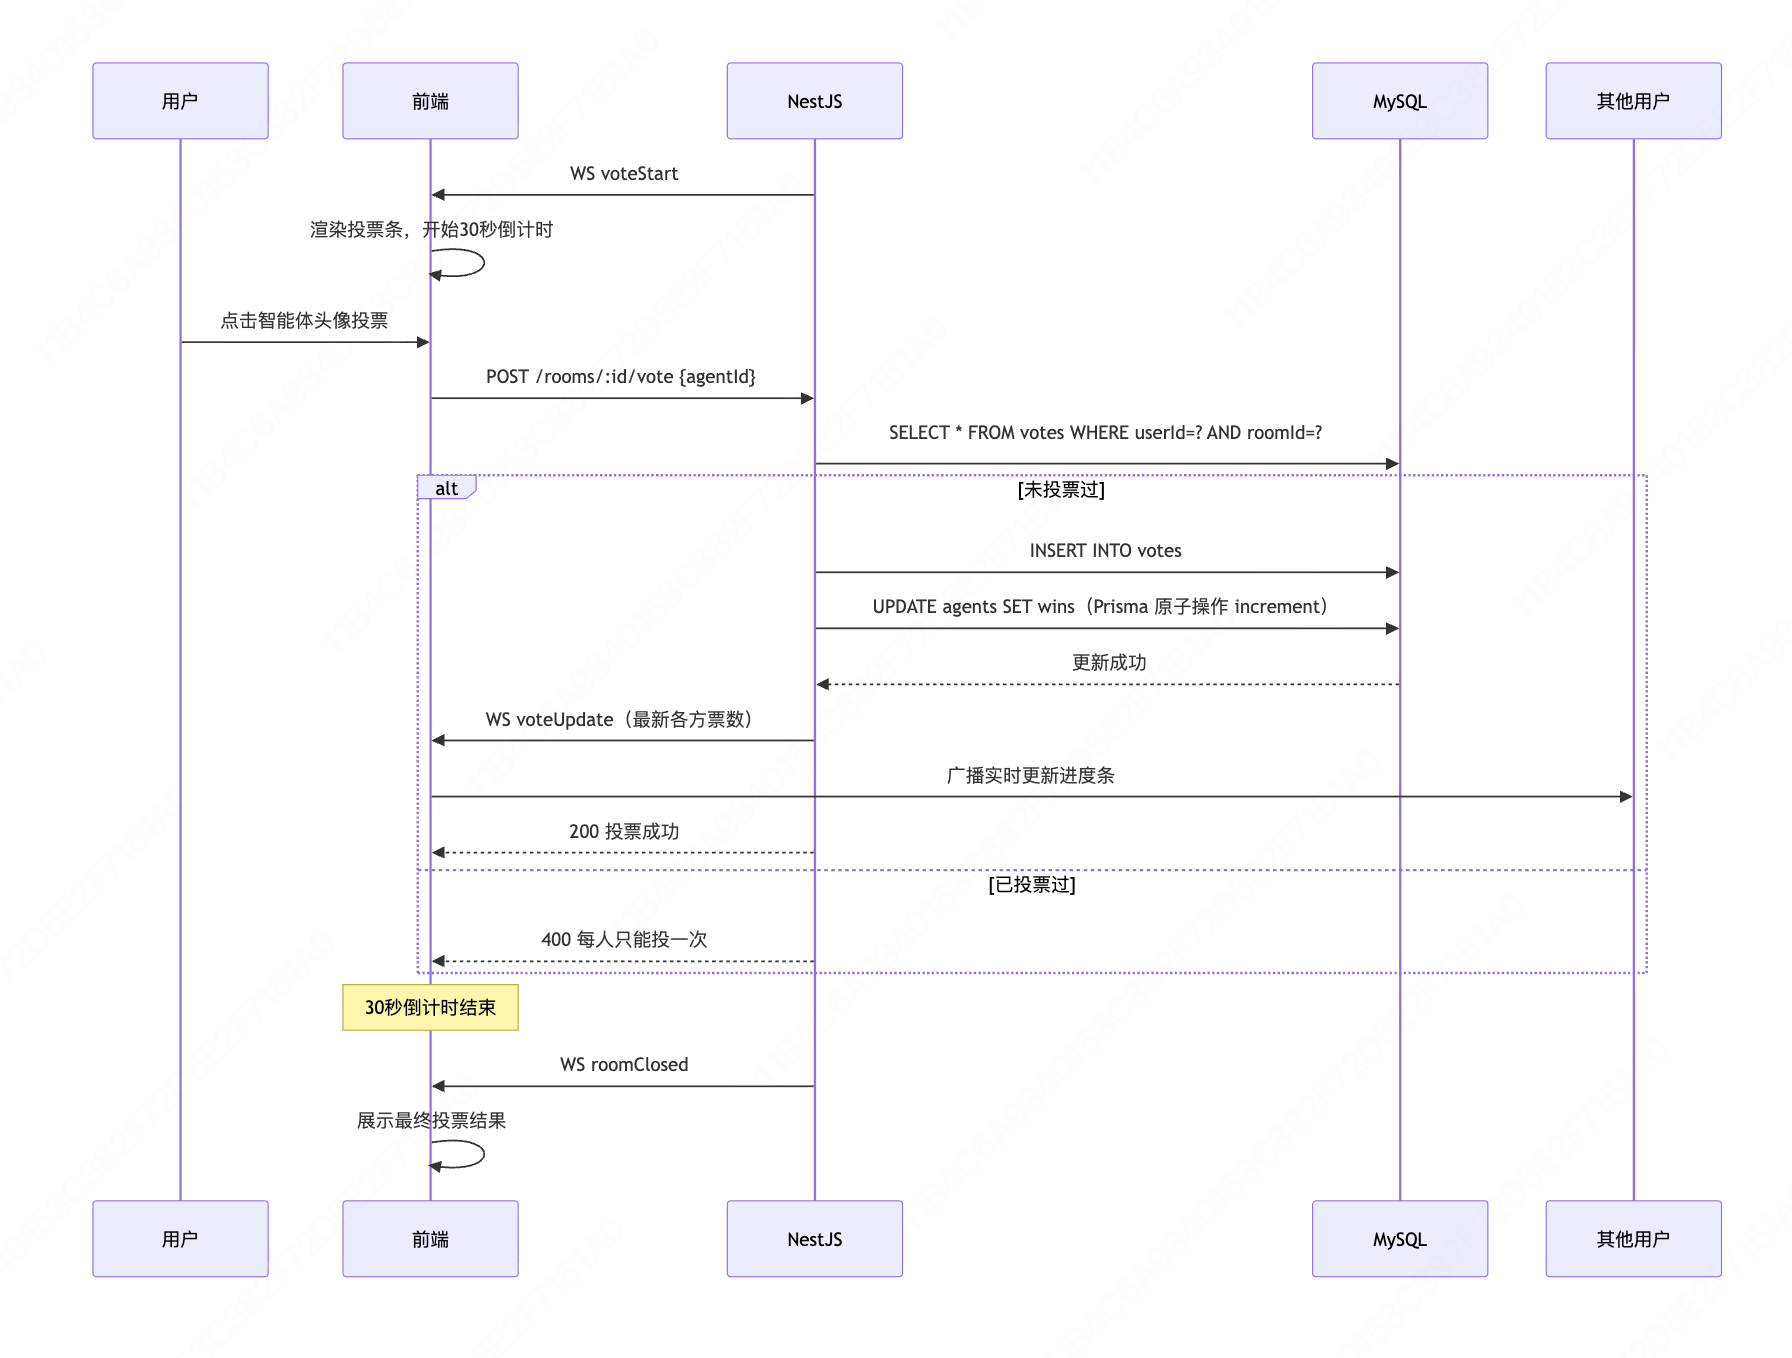 用户
前端
NestJS
MySQL
其他用户
WS voteStart
渲染投票条，开始30秒倒计时
点击智能体头像投票
POST /rooms/:id/vote {agentId}
SELECT * FROM votes WHERE userId=? AND roomId=?
alt
[未投票过]
INSERT INTO votes
UPDATE agents SET wins（Prisma 原子操作 increment）
更新成功
WS voteUpdate（最新各方票数）
广播实时更新进度条
200 投票成功
[已投票过]
400 每人只能投一次
30秒倒计时结束
WS roomClosed
展示最终投票结果
用户
前端
NestJS
MySQL
其他用户